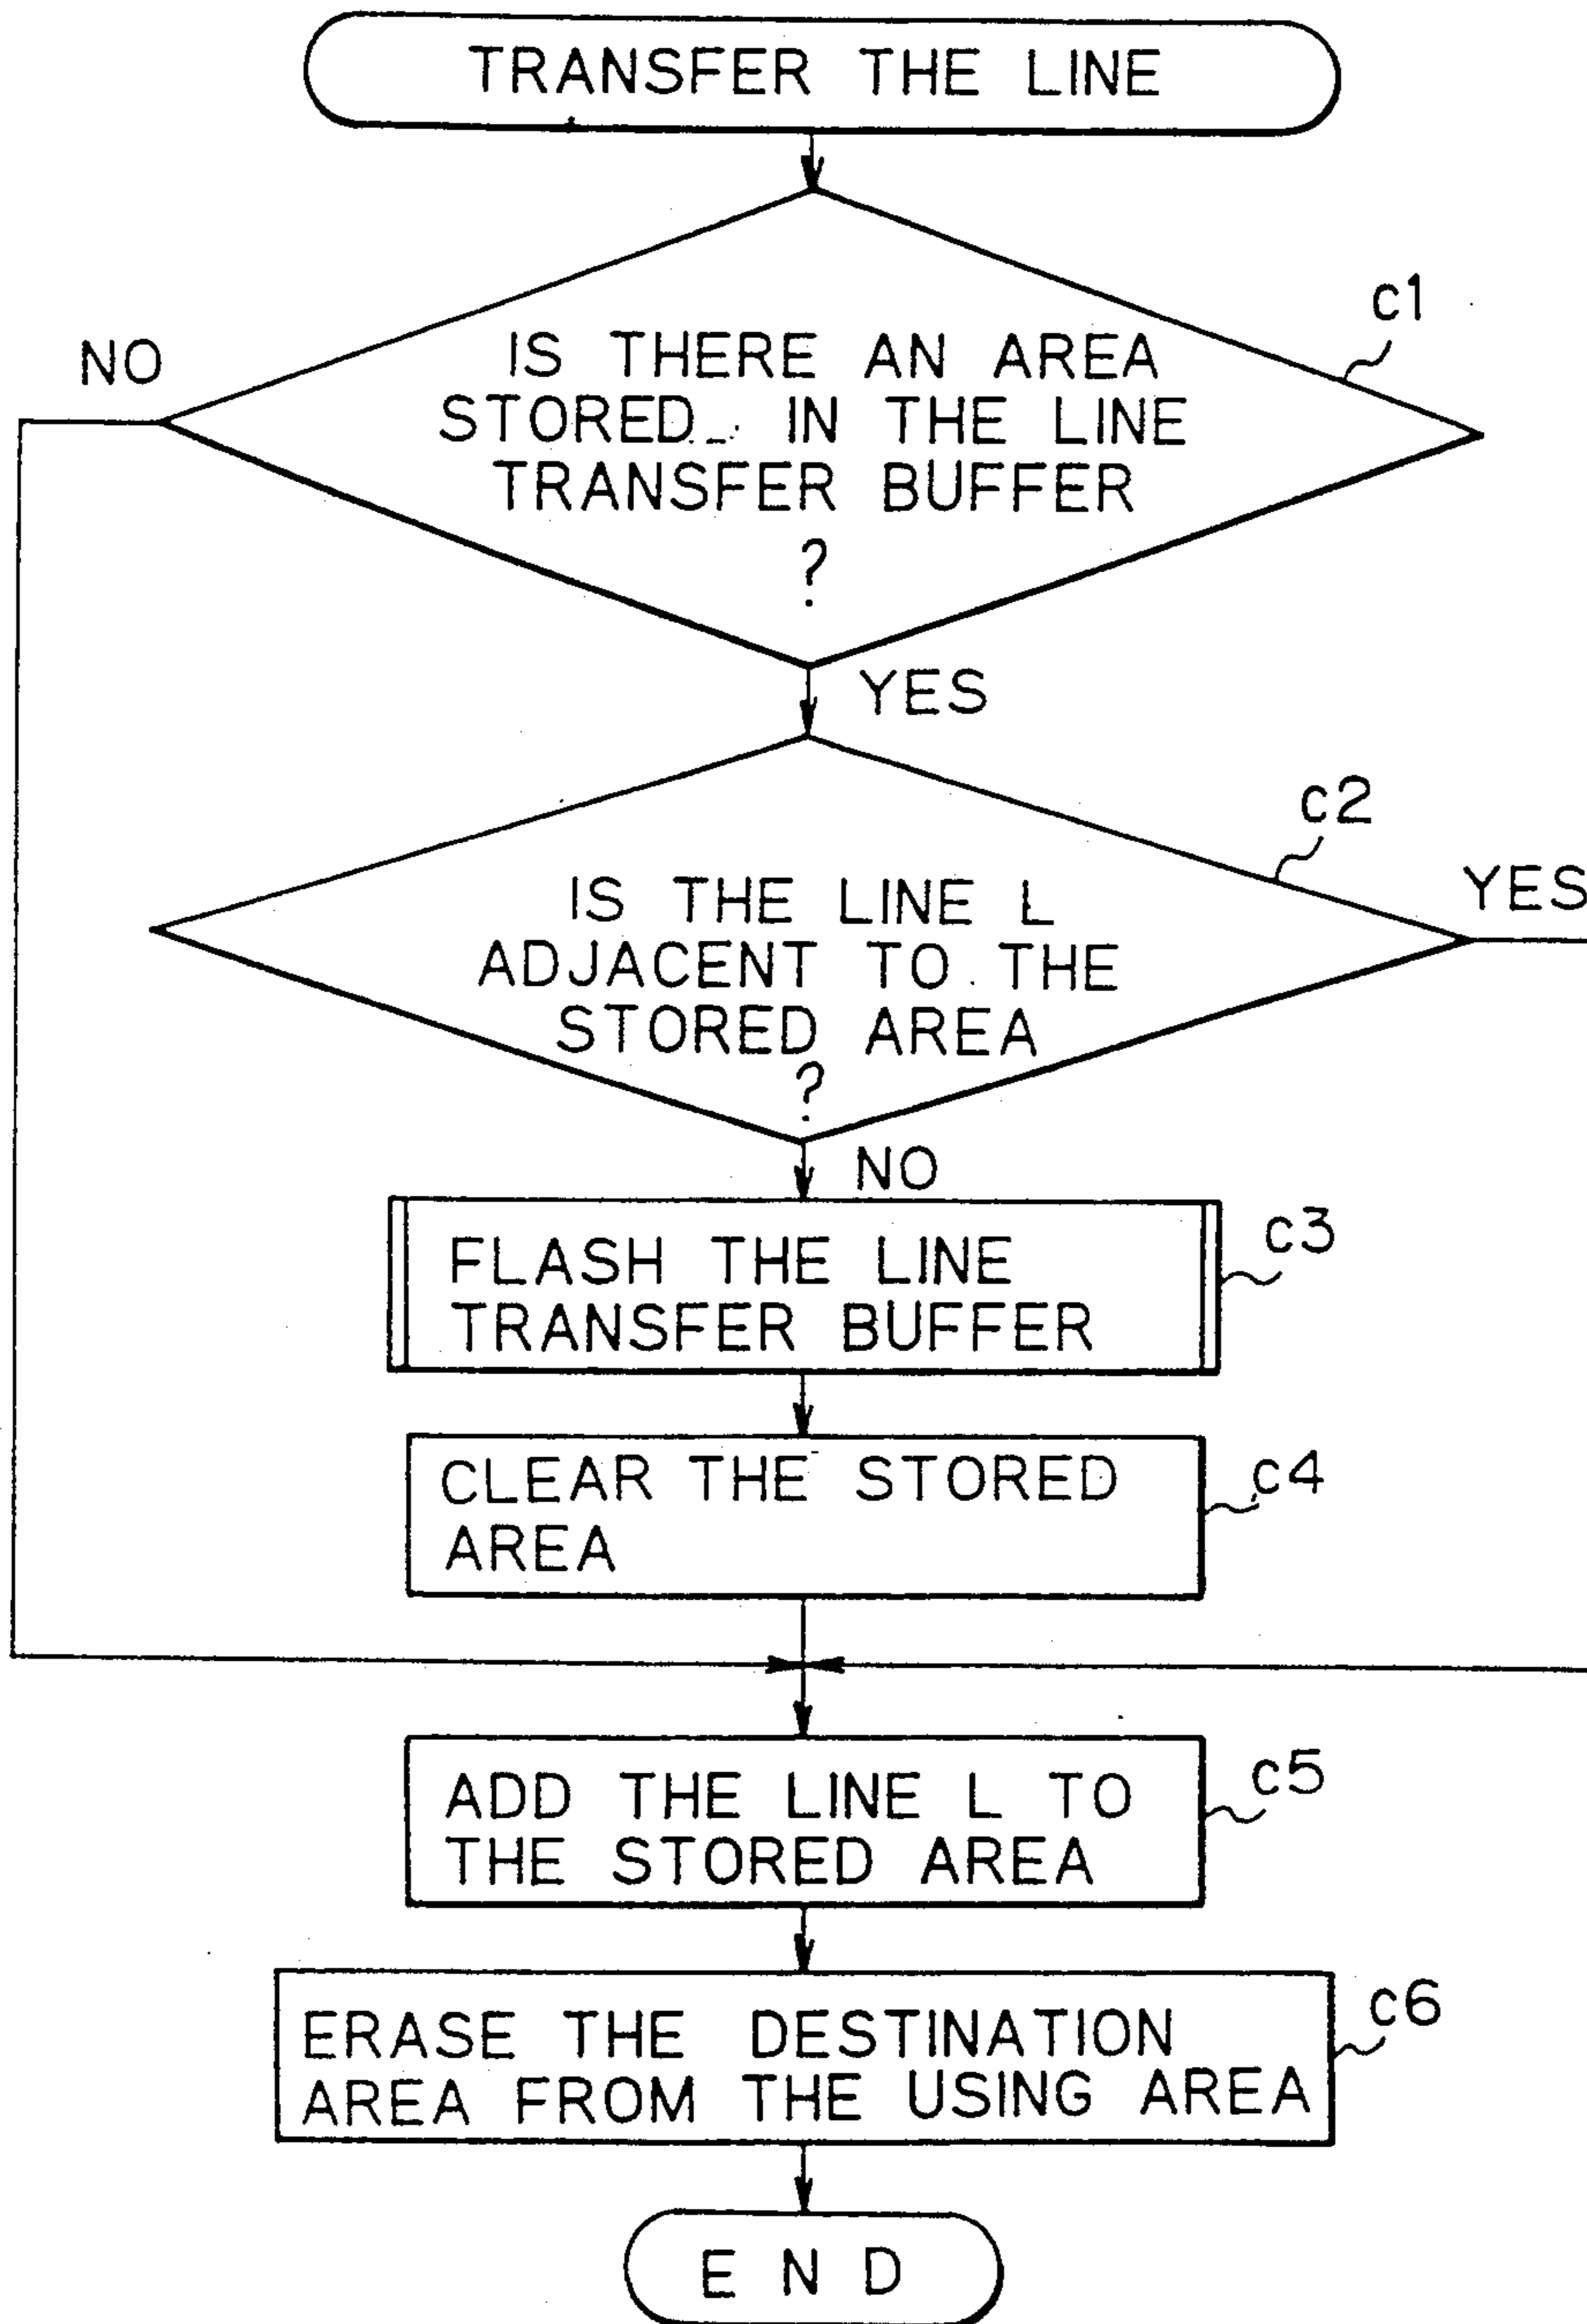 TRANSFER THE LINE
c1
NO
IS THERE AN AREA
STORED IN THE LINE
TRANSFER BUFFER
?
YES
c2
YES
IS THE LINE L
ADJACENT TO THE
STORED AREA
?
NO
c3
FLASH THE LINE
TRANSFER BUFFER
c4
CLEAR THE STORED
AREA
c5
ADD THE LINE L TO
THE STORED AREA
c6
ERASE THE DESTINATION
AREA FROM THE USING AREA
END